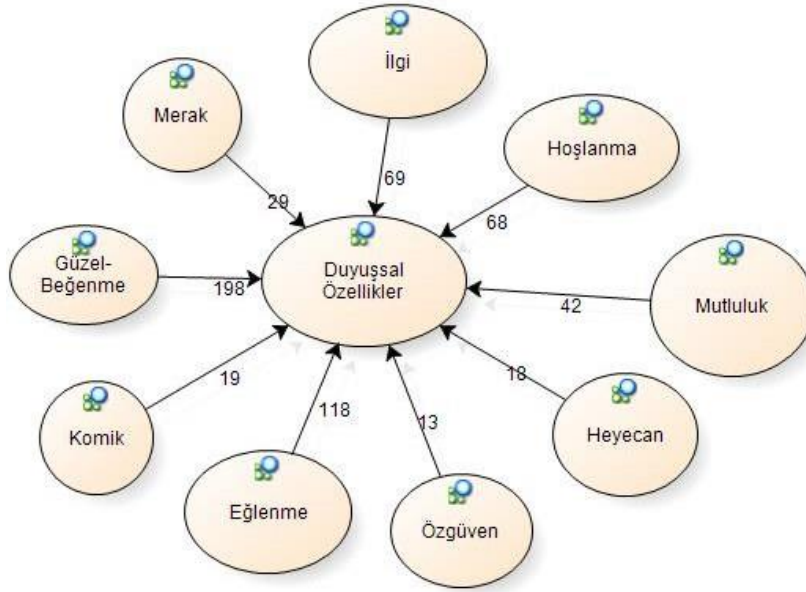 İlgi
Merak
Hoşlanma
69
29
68
Güzel-
Beğenme
198
Duyuşsal
Özellikler
42
Mutluluk
19
118
13
18
Komik
Heyecan
Eğlenme
Özgüven